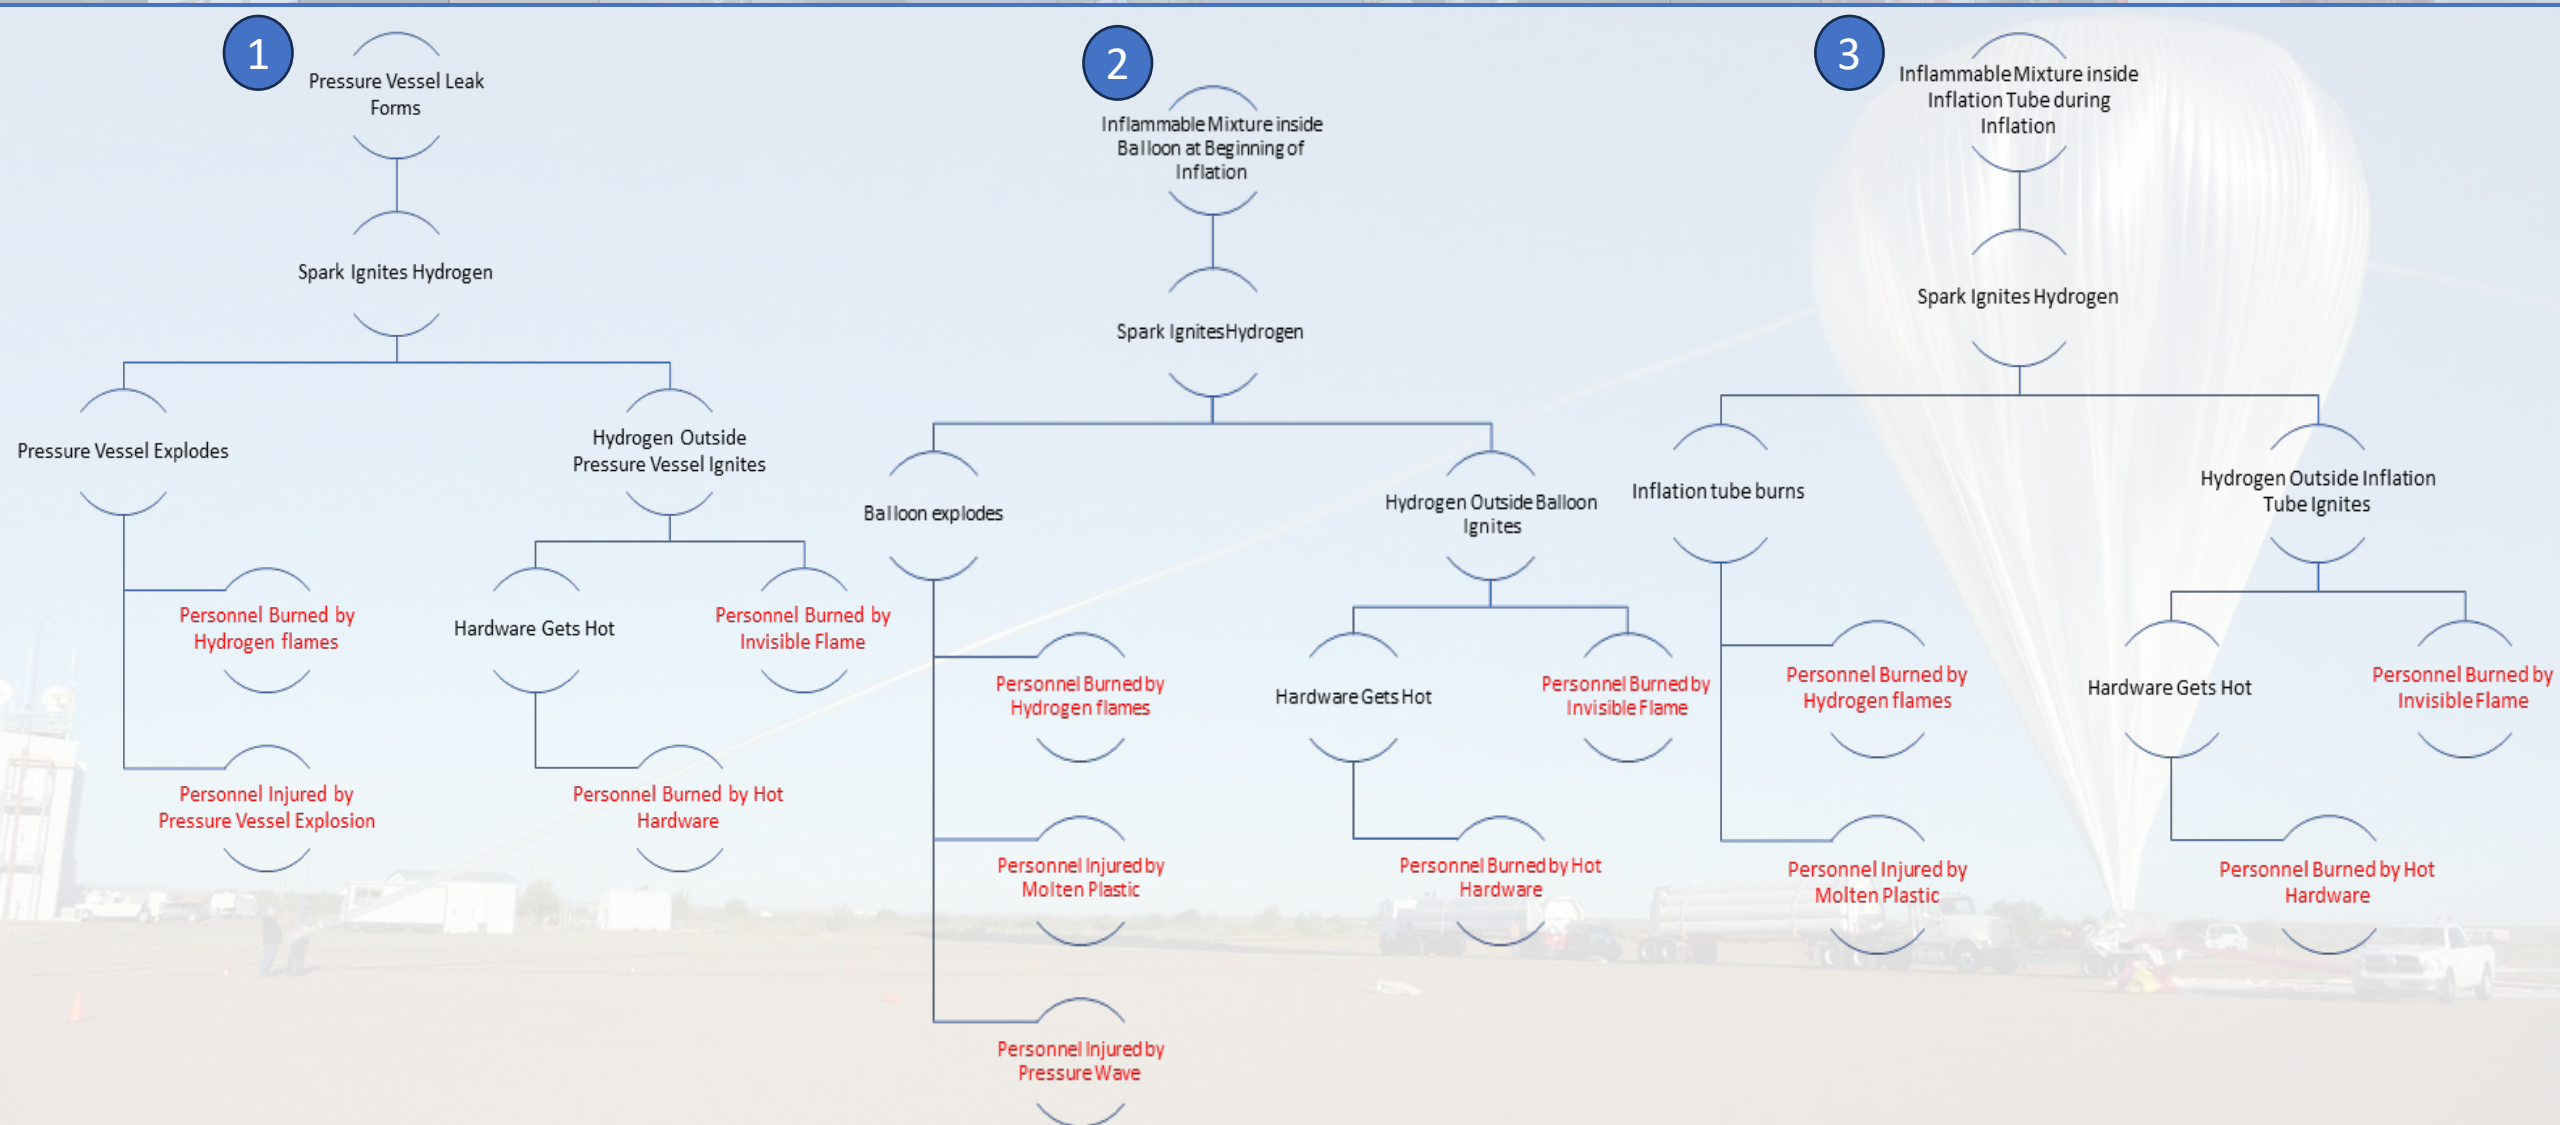 1
Pressure Vessel Leak
Forms
Spark Ignites Hydrogen
Pressure Vessel Explodes
Hydrogen Outside
Pressure Vessel Ignites
Personnel Burned by
Hydrogen flames
Hardware Gets Hot
Personnel Burned by
Invisible Flame
Personnel Injured by
Pressure Vessel Explosion
Personnel Burned by Hot
Hardware
2
Inflammable Mixture inside
Balloon at Beginning of
Inflation
Spark Ignites Hydrogen
Balloon explodes
Hydrogen Outside Balloon
Ignites
Personnel Burned by
Hydrogen flames
Hardware Gets Hot
Personnel Burned by
Invisible Flame
Personnel Injured by
Molten Plastic
Personnel Burned by Hot
Hardware
Personnel Injured by
Pressure Wave
3
Inflammable Mixture inside
Inflation Tube during
Inflation
Spark Ignites Hydrogen
Inflation tube burns
Hydrogen Outside Inflation
Tube Ignites
Personnel Burned by
Hydrogen flames
Hardware Gets Hot
Personnel Burned by
Invisible Flame
Personnel Injured by
Molten Plastic
Personnel Burned by Hot
Hardware